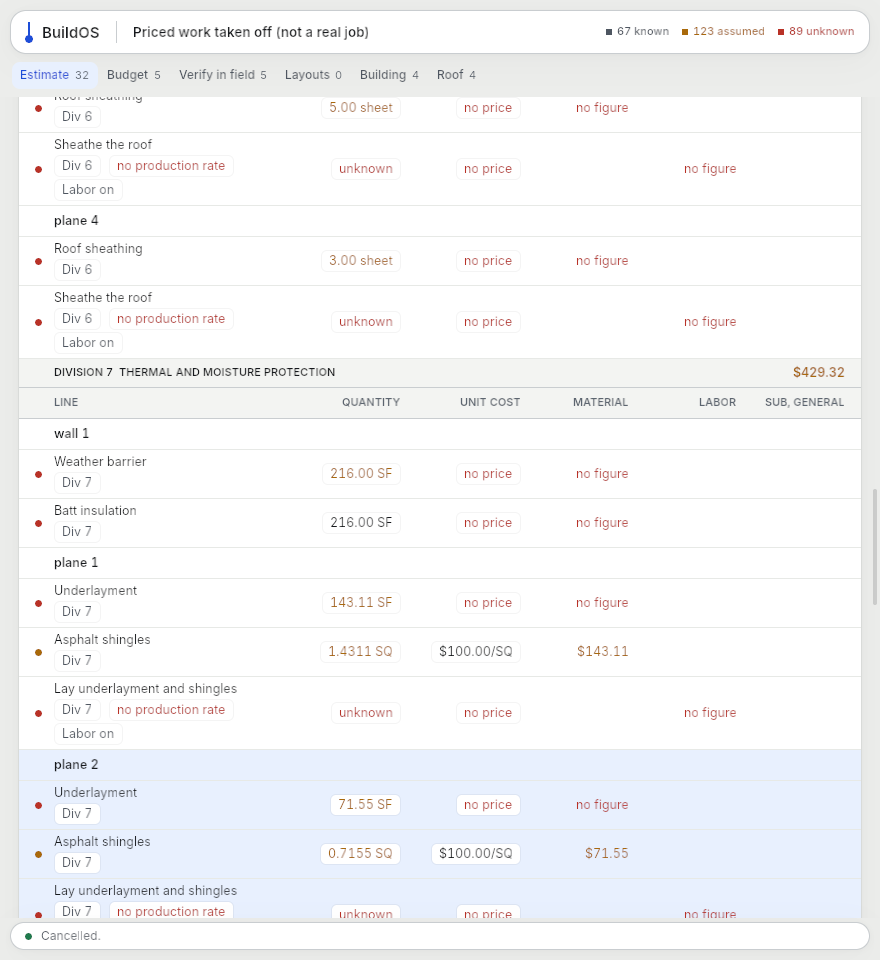 BuildOS
Priced work taken off (not a real job)
67 known
123 assumed
89 unknown
Estimate 32
Budget 5
Verify in field 5
Layouts 0
Building 4
Roof 4
Roof sheathing
Div 6
5.00 sheet
no price
no figure
Sheathe the roof
Div 6
no production rate
Labor on
unknown
no price
no figure
plane 4
Roof sheathing
Div 6
3.00 sheet
no price
no figure
Sheathe the roof
Div 6
no production rate
Labor on
unknown
no price
no figure
DIVISION 7 THERMAL AND MOISTURE PROTECTION
$429.32
LINE
QUANTITY
UNIT COST
MATERIAL
LABOR
SUB, GENERAL
wall 1
Weather barrier
Div 7
216.00 SF
no price
no figure
Batt insulation
Div 7
216.00 SF
no price
no figure
plane 1
Underlayment
Div 7
143.11 SF
no price
no figure
Asphalt shingles
Div 7
1.4311 SQ
$100.00/SQ
$143.11
Lay underlayment and shingles
Div 7
no production rate
Labor on
unknown
no price
no figure
plane 2
Underlayment
Div 7
71.55 SF
no price
no figure
Asphalt shingles
Div 7
0.7155 SQ
$100.00/SQ
$71.55
Lay underlayment and shingles
Div 7
no production rate
unknown
no price
no figure
Cancelled.